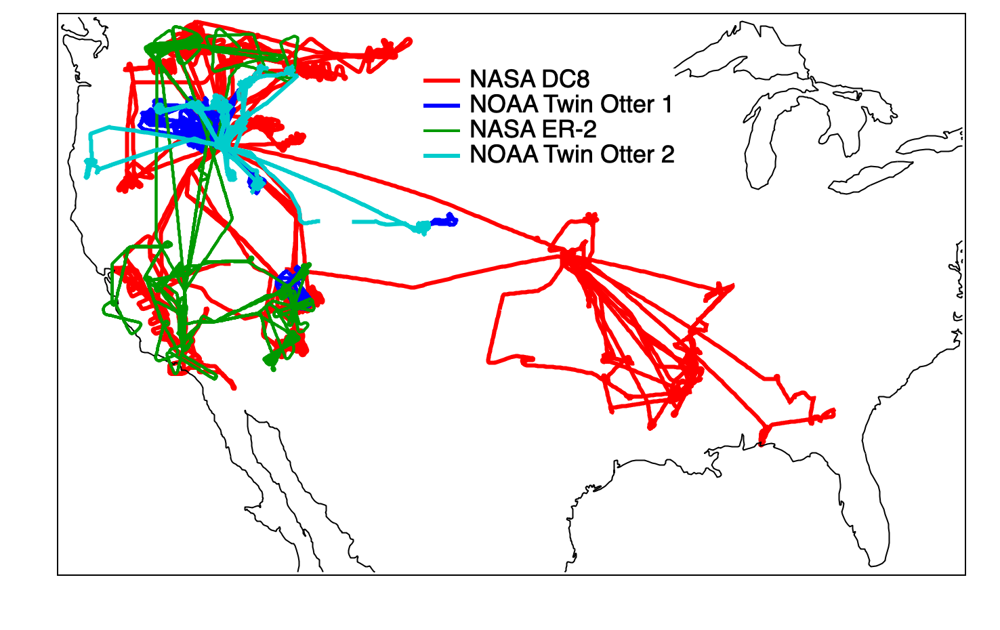 NASA DC8
NOAA Twin Otter 1
NASA ER-2
NOAA Twin Otter 2